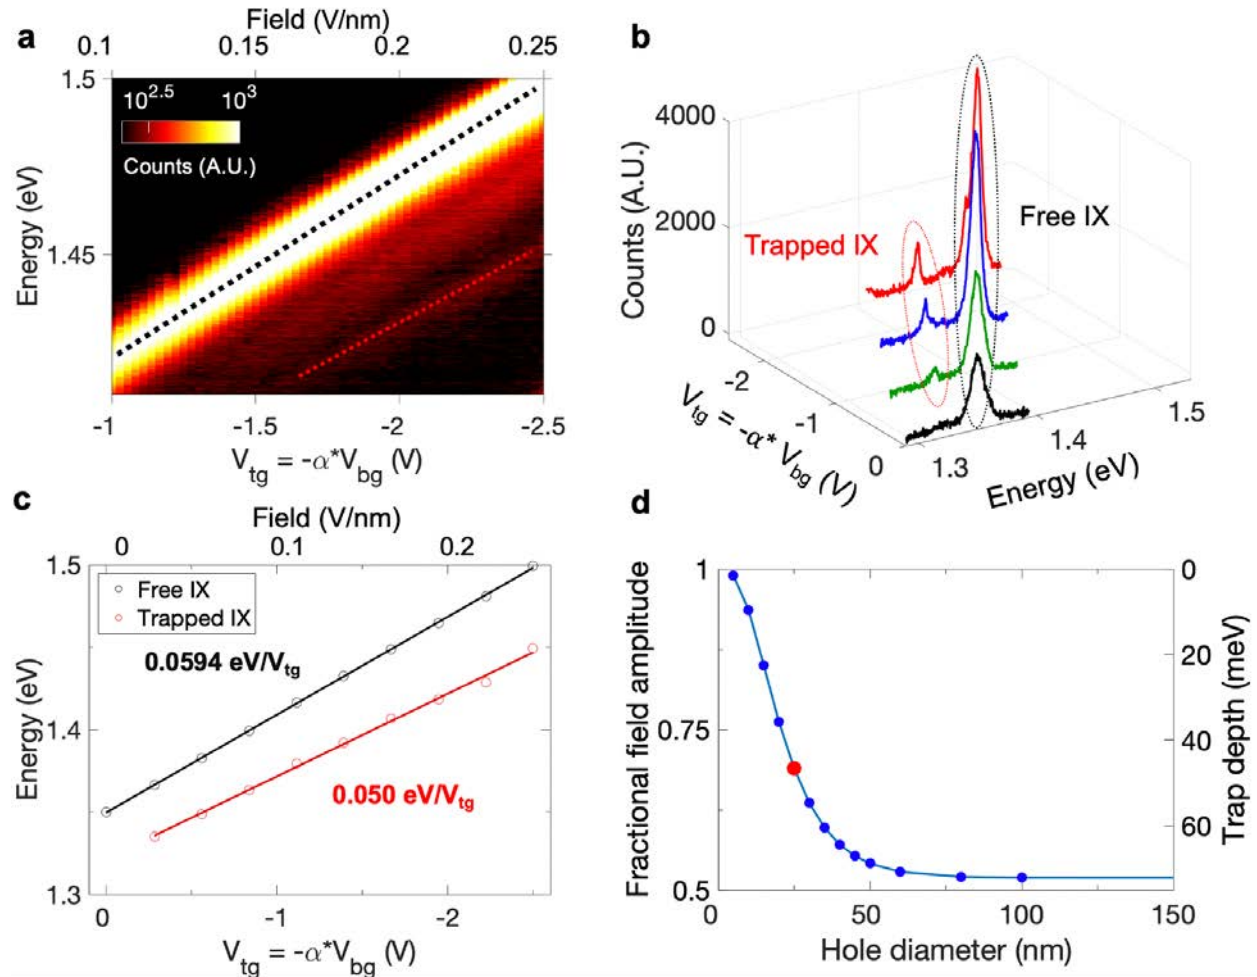 a
Field (V/nm)
0.1 0.15 0.2 0.25
1.5
1.45
Energy (eV)
10^2.5 10^3
Counts (A.U.)
-1 -1.5 -2 -2.5
V_tg = -α*V_bg (V)
b
4000
2000
0
Counts (A.U.)
Trapped IX
Free IX
-2
-1
0
V_tg = -α*V_bg (V)
1.3 1.4 1.5
Energy (eV)
c
Field (V/nm)
0 0.1 0.2
1.5
1.4
1.3
Energy (eV)
Free IX
Trapped IX
0.0594 eV/V_tg
0.050 eV/V_tg
0 -1 -2
V_tg = -α*V_bg (V)
d
1
0.75
0.5
Fractional field amplitude
0
20
40
60
Trap depth (meV)
0 50 100 150
Hole diameter (nm)